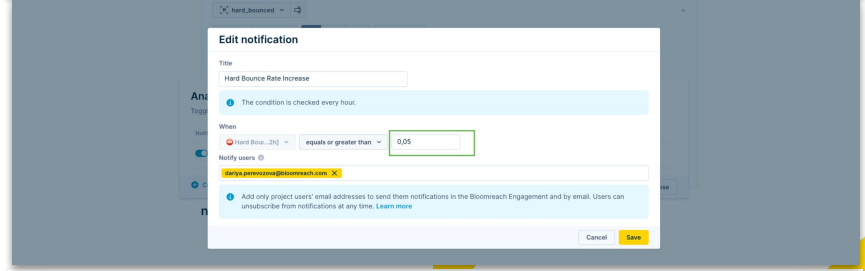 hard_bounced
Edit notification
Title
Hard Bounce Rate Increase
The condition is checked every hour.
When
Hard Bou...2h] equals or greater than 0,05
Notify users
dariya.perevozova@bloomreach.com
Add only project users' email addresses to send them notifications in the Bloomreach Engagement and by email. Users can
unsubscribe from notifications at any time. Learn more
Cancel Save